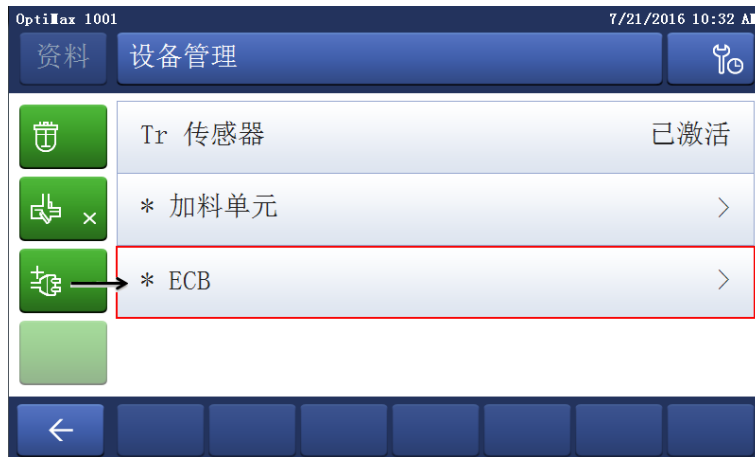 OptiMax 1001 7/21/2016 10:32 AM
资料 设备管理
Tr 传感器 已激活
* 加料单元
* ECB